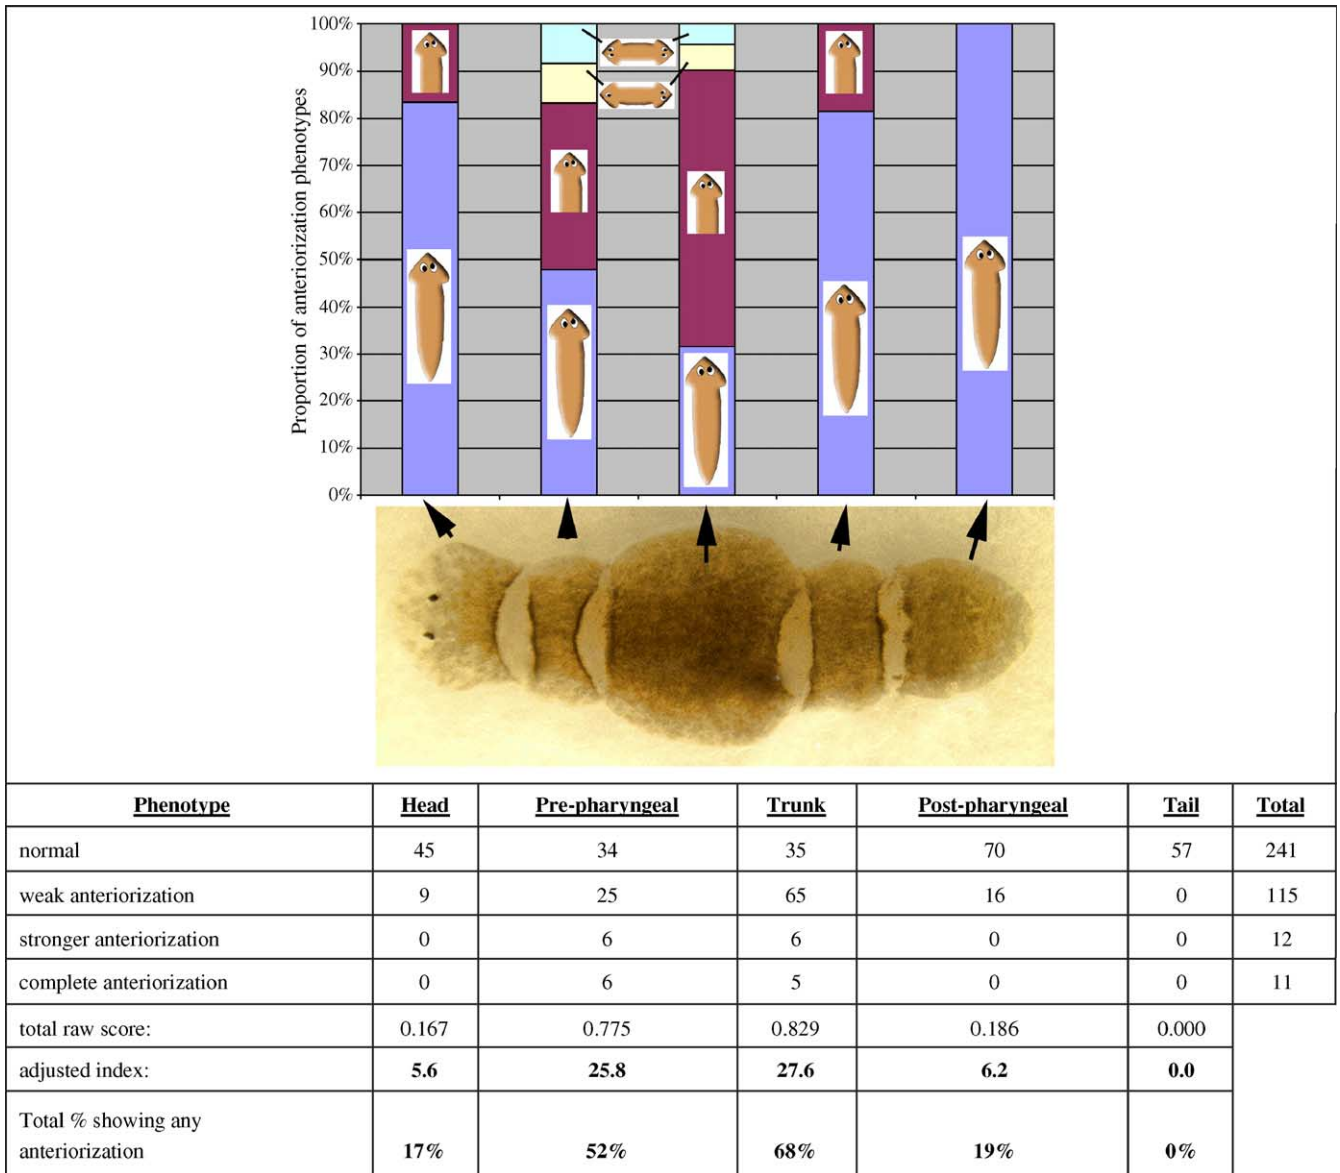 Proportion of anteriorization phenotypes
100%
90%
80%
70%
60%
50%
40%
30%
20%
10%
0%
Phenotype Head Pre-pharyngeal Trunk Post-pharyngeal Tail Total
normal 45 34 35 70 57 241
weak anteriorization 9 25 65 16 0 115
stronger anteriorization 0 6 6 0 0 12
complete anteriorization 0 6 5 0 0 11
total raw score: 0.167 0.775 0.829 0.186 0.000
adjusted index: 5.6 25.8 27.6 6.2 0.0
Total % showing any
anteriorization 17% 52% 68% 19% 0%